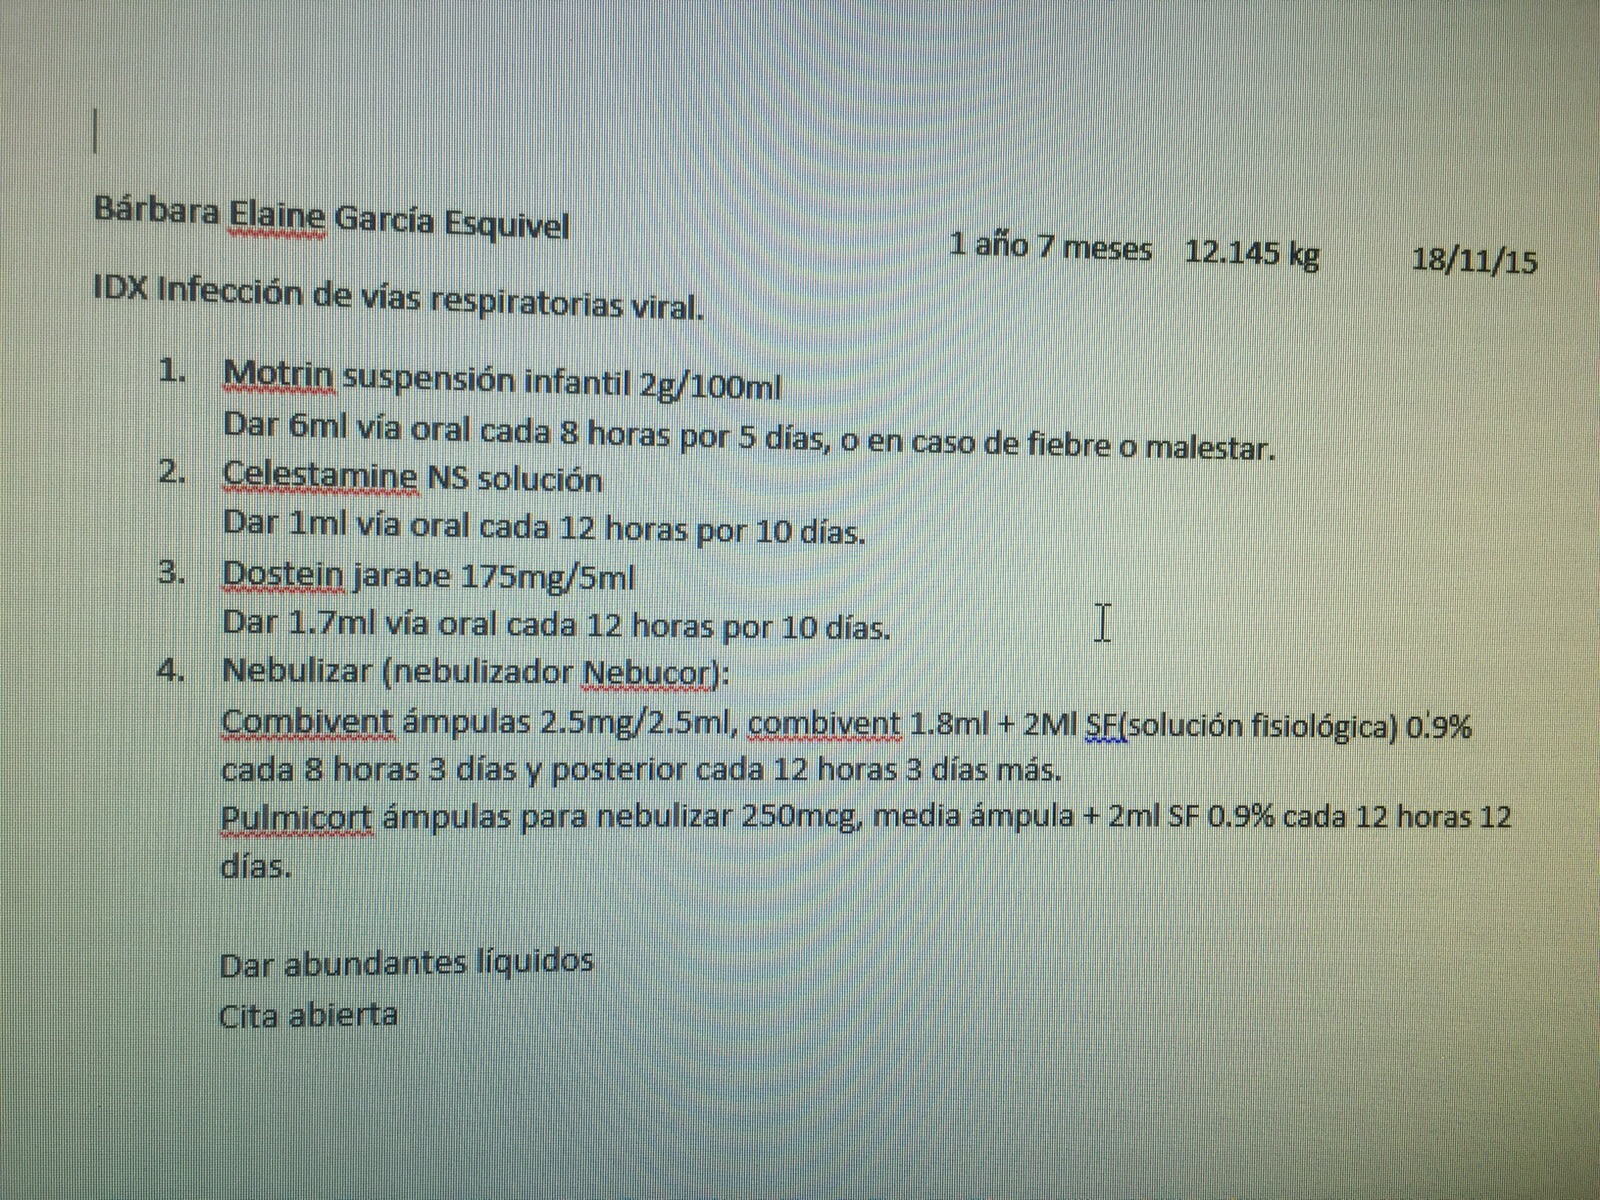 Bárbara Elaine García Esquivel 1 año 7 meses 12.145 kg 18/11/15
IDX Infección de vías respiratorias viral.
1. Motrin suspensión infantil 2g/100ml
Dar 6ml vía oral cada 8 horas por 5 días, o en caso de fiebre o malestar.
2. Celestamine NS solución
Dar 1ml vía oral cada 12 horas por 10 días.
3. Dostein jarabe 175mg/5ml
Dar 1.7ml vía oral cada 12 horas por 10 días.
4. Nebulizar (nebulizador Nebucor):
Combivent ámpulas 2.5mg/2.5ml, combivent 1.8ml + 2Ml SF(solución fisiológica) 0.9%
cada 8 horas 3 días y posterior cada 12 horas 3 días más.
Pulmicort ámpulas para nebulizar 250mcg, media ámpula + 2ml SF 0.9% cada 12 horas 12
días.
Dar abundantes líquidos
Cita abierta